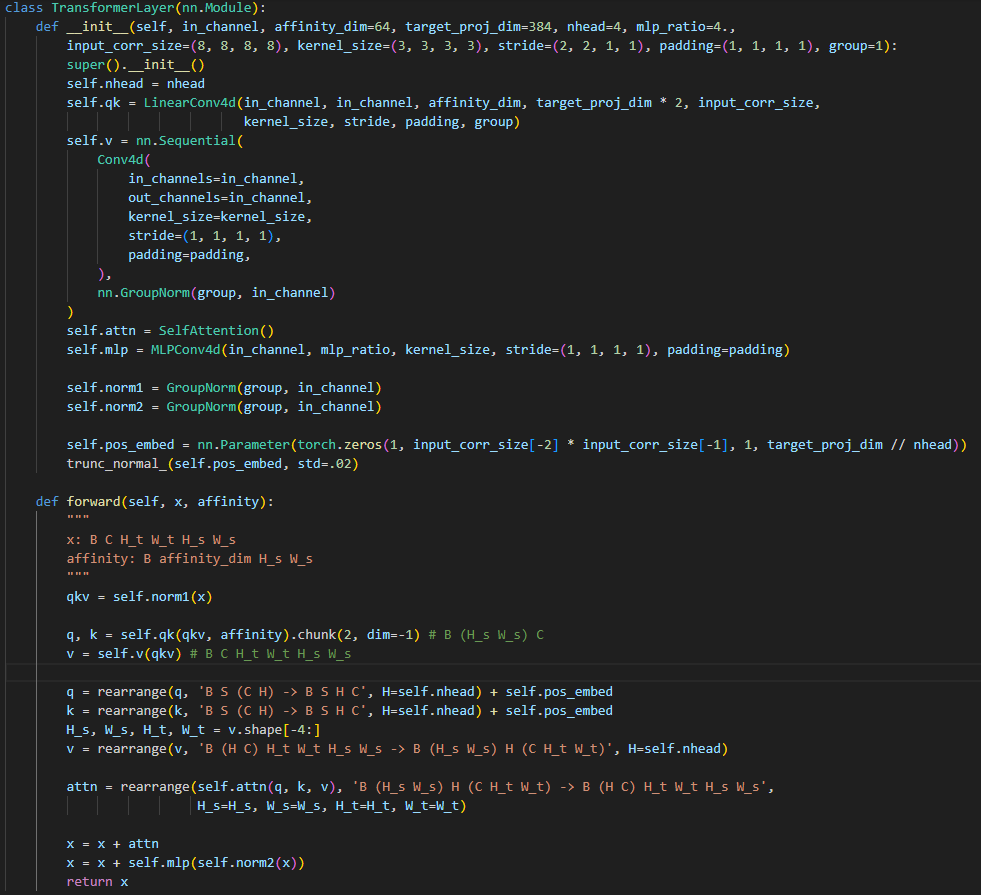 class TransformerLayer(nn.Module):
    def __init__(self, in_channel, affinity_dim=64, target_proj_dim=384, nhead=4, mlp_ratio=4.,
    input_corr_size=(8, 8, 8, 8), kernel_size=(3, 3, 3, 3), stride=(2, 2, 1, 1), padding=(1, 1, 1, 1), group=1):
        super().__init__()
        self.nhead = nhead
        self.qk = LinearConv4d(in_channel, in_channel, affinity_dim, target_proj_dim * 2, input_corr_size,
                               kernel_size, stride, padding, group)
        self.v = nn.Sequential(
            Conv4d(
                in_channels=in_channel,
                out_channels=in_channel,
                kernel_size=kernel_size,
                stride=(1, 1, 1, 1),
                padding=padding,
            ),
            nn.GroupNorm(group, in_channel)
        )
        self.attn = SelfAttention()
        self.mlp = MLPConv4d(in_channel, mlp_ratio, kernel_size, stride=(1, 1, 1, 1), padding=padding)

        self.norm1 = GroupNorm(group, in_channel)
        self.norm2 = GroupNorm(group, in_channel)

        self.pos_embed = nn.Parameter(torch.zeros(1, input_corr_size[-2] * input_corr_size[-1], 1, target_proj_dim // nhead))
        trunc_normal_(self.pos_embed, std=.02)

    def forward(self, x, affinity):
        """
        x: B C H_t W_t H_s W_s
        affinity: B affinity_dim H_s W_s
        """
        qkv = self.norm1(x)

        q, k = self.qk(qkv, affinity).chunk(2, dim=-1) # B (H_s W_s) C
        v = self.v(qkv) # B C H_t W_t H_s W_s

        q = rearrange(q, 'B S (C H) -> B S H C', H=self.nhead) + self.pos_embed
        k = rearrange(k, 'B S (C H) -> B S H C', H=self.nhead) + self.pos_embed
        H_s, W_s, H_t, W_t = v.shape[-4:]
        v = rearrange(v, 'B (H C) H_t W_t H_s W_s -> B (H_s W_s) H (C H_t W_t)', H=self.nhead)

        attn = rearrange(self.attn(q, k, v), 'B (H_s W_s) H (C H_t W_t) -> B (H C) H_t W_t H_s W_s',
                         H_s=H_s, W_s=W_s, H_t=H_t, W_t=W_t)

        x = x + attn
        x = x + self.mlp(self.norm2(x))
        return x